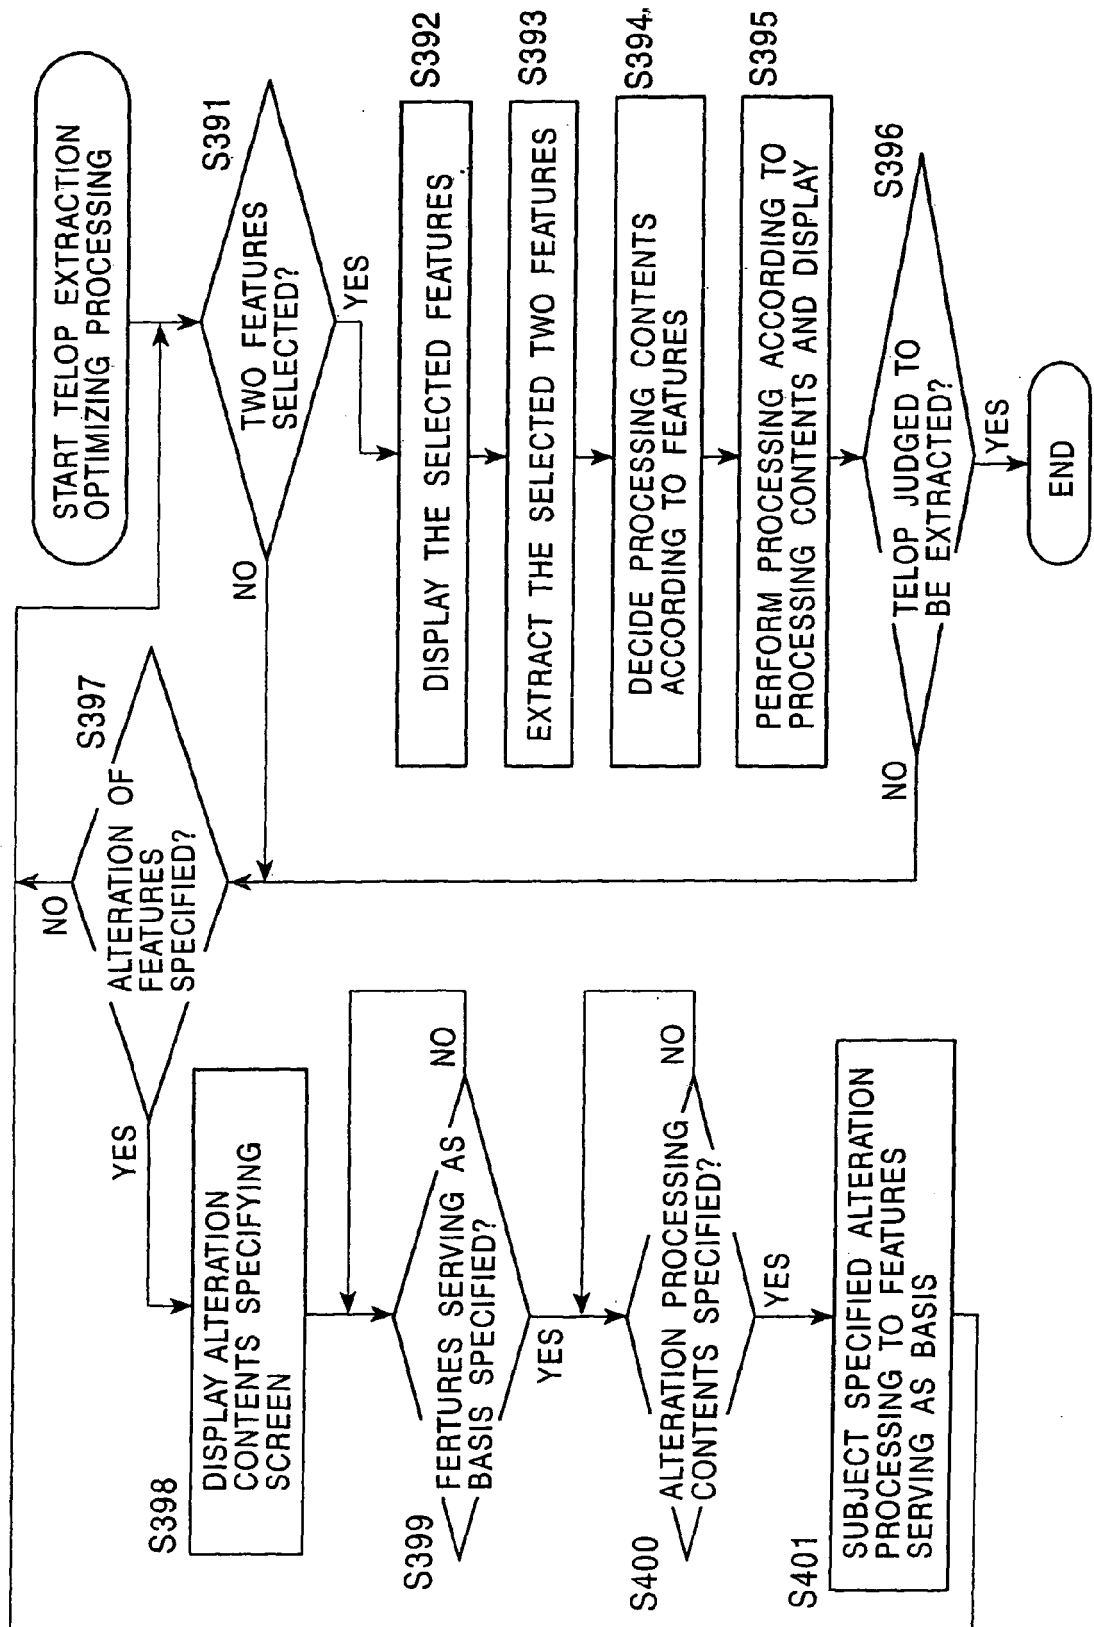 START TELOP EXTRACTION
OPTIMIZING PROCESSING
S391
TWO FEATURES
SELECTED?
NO
YES
S392
DISPLAY THE SELECTED FEATURES
S393
EXTRACT THE SELECTED TWO FEATURES
S394
DECIDE PROCESSING CONTENTS
ACCORDING TO FEATURES
S395
PERFORM PROCESSING ACCORDING TO
PROCESSING CONTENTS AND DISPLAY
S396
TELOP JUDGED TO
BE EXTRACTED?
NO
YES
END
S397
ALTERATION OF
FEATURES
SPECIFIED?
NO
YES
S398
DISPLAY ALTERATION
CONTENTS SPECIFYING
SCREEN
S399
FERTURES SERVING AS
BASIS SPECIFIED?
NO
YES
S400
ALTERATION PROCESSING
CONTENTS SPECIFIED?
NO
YES
S401
SUBJECT SPECIFIED ALTERATION
PROCESSING TO FEATURES
SERVING AS BASIS